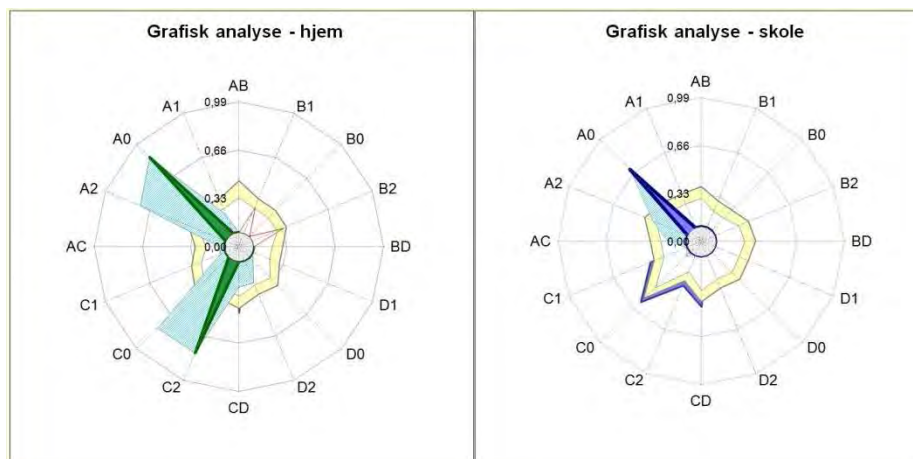 Grafisk analyse - hjem
AB
0,99
A1
B1
A0
B0
0,66
A2
B2
0,33
AC
0,00
BD
C1
D1
C0
D0
C2
D2
CD
Grafisk analyse - skole
AB
0,99
A1
B1
A0
B0
0,66
A2
B2
0,33
AC
0,00
BD
C1
D1
C0
D0
C2
D2
CD